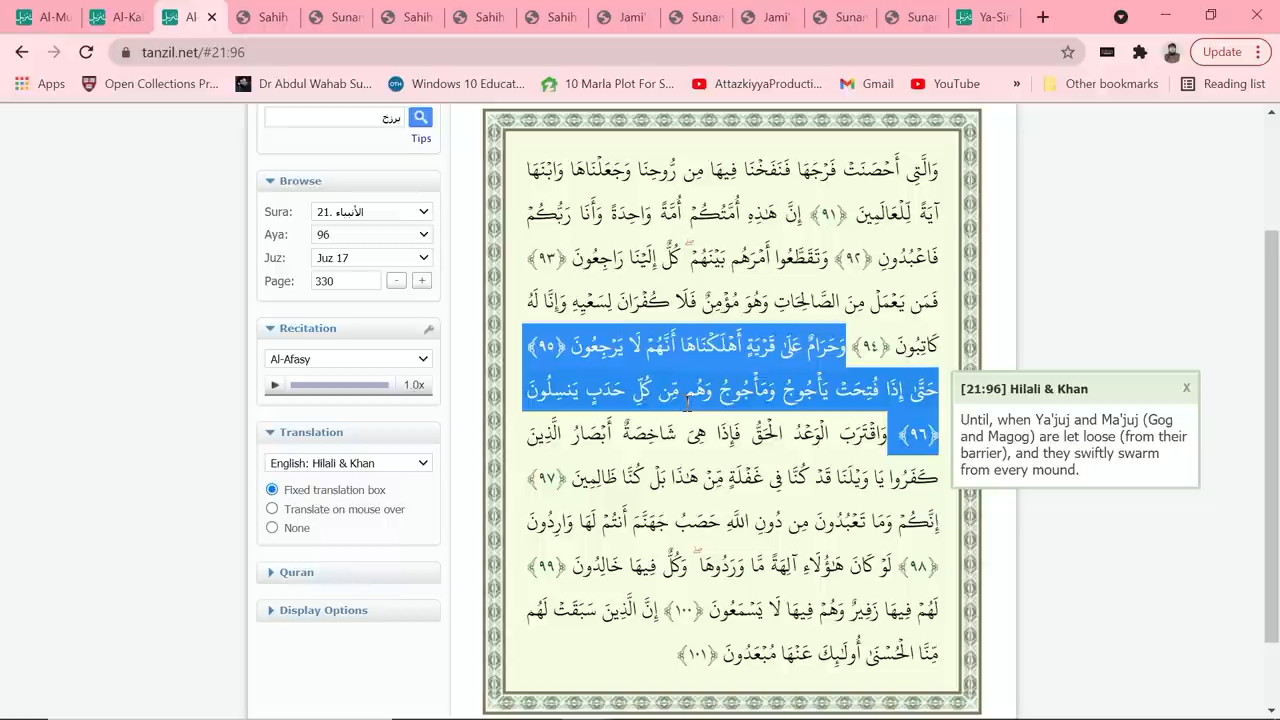 Al-Mu
Al-Kai
Al-
Sahih
Sunan
Sahih
Sahih
Sahih
Jami'
Sunan
Jami'
Sunan
Sunan
Ya-Sin
tanzil.net/#21:96
Update
Apps
Open Collections Pr...
Dr Abdul Wahab Su...
Windows 10 Educat...
10 Marla Plot For S...
AttazkiyyaProducti...
Gmail
YouTube
»
Other bookmarks
Reading list
برزخ
Tips
Browse
Sura: 21. الأنبياء
Aya: 96
Juz: Juz 17
Page: 330 - +
Recitation
Al-Afasy
1.0x
Translation
English: Hilali & Khan
Fixed translation box
Translate on mouse over
None
Quran
Display Options
وَالَّتِي أَحْصَنَتْ فَرْجَهَا فَنَفَخْنَا فِيهَا مِن رُّوحِنَا وَجَعَلْنَاهَا وَابْنَهَا
آيَةً لِّلْعَالَمِينَ ﴿٩١﴾ إِنَّ هَـٰذِهِ أُمَّتُكُمْ أُمَّةً وَاحِدَةً وَأَنَا رَبُّكُمْ
فَاعْبُدُونِ ﴿٩٢﴾ وَتَقَطَّعُوا أَمْرَهُم بَيْنَهُمْ ۖ كُلٌّ إِلَيْنَا رَاجِعُونَ ﴿٩٣﴾
فَمَن يَعْمَلْ مِنَ الصَّالِحَاتِ وَهُوَ مُؤْمِنٌ فَلَا كُفْرَانَ لِسَعْيِهِ وَإِنَّا لَهُ
كَاتِبُونَ ﴿٩٤﴾ وَحَرَامٌ عَلَىٰ قَرْيَةٍ أَهْلَكْنَاهَا أَنَّهُمْ لَا يَرْجِعُونَ ﴿٩٥﴾
حَتَّىٰ إِذَا فُتِحَتْ يَأْجُوجُ وَمَأْجُوجُ وَهُم مِّن كُلِّ حَدَبٍ يَنسِلُونَ
﴿٩٦﴾ وَاقْتَرَبَ الْوَعْدُ الْحَقُّ فَإِذَا هِيَ شَاخِصَةٌ أَبْصَارُ الَّذِينَ
كَفَرُوا يَا وَيْلَنَا قَدْ كُنَّا فِي غَفْلَةٍ مِّنْ هَـٰذَا بَلْ كُنَّا ظَالِمِينَ ﴿٩٧﴾
إِنَّكُمْ وَمَا تَعْبُدُونَ مِن دُونِ اللَّهِ حَصَبُ جَهَنَّمَ أَنتُمْ لَهَا وَارِدُونَ
﴿٩٨﴾ لَوْ كَانَ هَـٰؤُلَاءِ آلِهَةً مَّا وَرَدُوهَا ۖ وَكُلٌّ فِيهَا خَالِدُونَ ﴿٩٩﴾
لَهُمْ فِيهَا زَفِيرٌ وَهُمْ فِيهَا لَا يَسْمَعُونَ ﴿١٠٠﴾ إِنَّ الَّذِينَ سَبَقَتْ لَهُم
مِّنَّا الْحُسْنَىٰ أُولَـٰئِكَ عَنْهَا مُبْعَدُونَ ﴿١٠١﴾
[21:96] Hilali & Khan X
Until, when Ya'juj and Ma'juj (Gog
and Magog) are let loose (from their
barrier), and they swiftly swarm
from every mound.